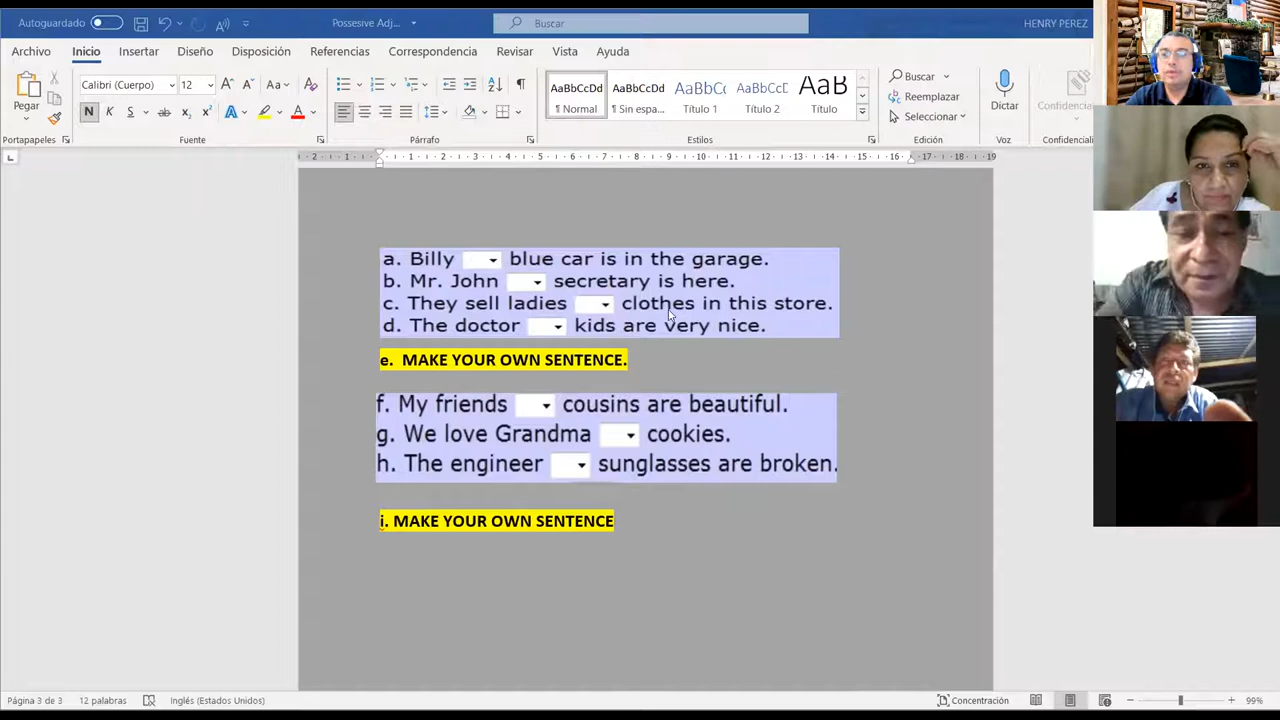 Autoguardado
Possesive Adj...
Buscar
HENRY PEREZ
Archivo Inicio Insertar Diseño Disposición Referencias Correspondencia Revisar Vista Ayuda
Pegar
Calibri (Cuerpo) 12
Portapapeles
Fuente
Párrafo
AaBbCcDd AaBbCcDd AaBbCc AaBbCcD AaB
Normal Sin espa... Título 1 Título 2 Título
Estilos
Buscar
Reemplazar
Seleccionar
Edición
Dictar
Voz
Confidencial
Confidencialid
a. Billy blue car is in the garage.
b. Mr. John secretary is here.
c. They sell ladies clothes in this store.
d. The doctor kids are very nice.
e. MAKE YOUR OWN SENTENCE.
f. My friends cousins are beautiful.
g. We love Grandma cookies.
h. The engineer sunglasses are broken.
i. MAKE YOUR OWN SENTENCE
Página 3 de 3 12 palabras Inglés (Estados Unidos) Concentración 99%